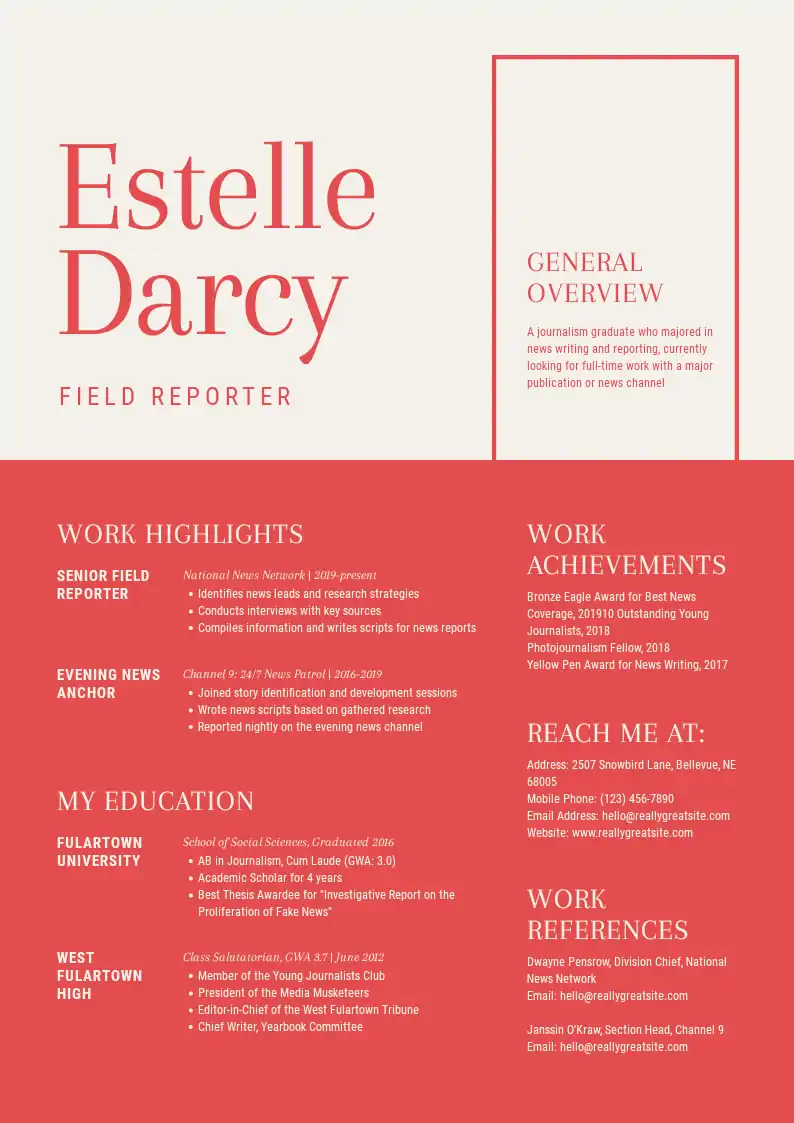 Estelle
Darcy
FIELD REPORTER
GENERAL
OVERVIEW
A journalism graduate who majored in
news writing and reporting, currently
looking for full-time work with a major
publication or news channel
WORK HIGHLIGHTS
SENIOR FIELD
REPORTER
National News Network | 2019-present
• Identifies news leads and research strategies
• Conducts interviews with key sources
• Compiles information and writes scripts for news reports
EVENING NEWS
ANCHOR
Channel 9: 24/7 News Patrol | 2016-2019
• Joined story identification and development sessions
• Wrote news scripts based on gathered research
• Reported nightly on the evening news channel
MY EDUCATION
FULARTOWN
UNIVERSITY
School of Social Sciences, Graduated 2016
• AB in Journalism, Cum Laude (GWA: 3.0)
• Academic Scholar for 4 years
• Best Thesis Awardee for "Investigative Report on the
Proliferation of Fake News"
WEST
FULARTOWN
HIGH
Class Salutatorian, GWA 3.7 | June 2012
• Member of the Young Journalists Club
• President of the Media Musketeers
• Editor-in-Chief of the West Fulartown Tribune
• Chief Writer, Yearbook Committee
WORK
ACHIEVEMENTS
Bronze Eagle Award for Best News
Coverage, 201910 Outstanding Young
Journalists, 2018
Photojournalism Fellow, 2018
Yellow Pen Award for News Writing, 2017
REACH ME AT:
Address: 2507 Snowbird Lane, Bellevue, NE
68005
Mobile Phone: (123) 456-7890
Email Address: hello@reallygreatsite.com
Website: www.reallygreatsite.com
WORK
REFERENCES
Dwayne Pensrow, Division Chief, National
News Network
Email: hello@reallygreatsite.com
Janssin O'Kraw, Section Head, Channel 9
Email: hello@reallygreatsite.com